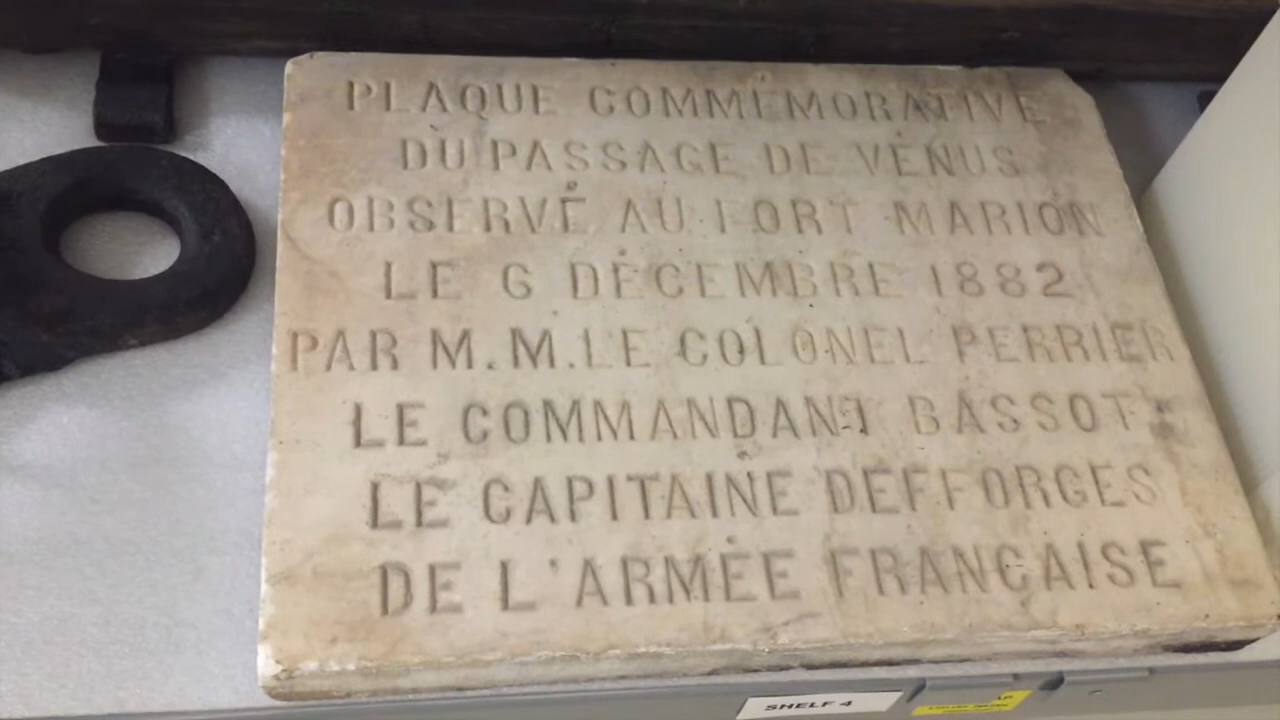 PLAQUE COMMÉMORATIVE
DU PASSAGE DE VÉNUS
OBSERVÉ AU FORT MARION
LE 6 DÉCEMBRE 1882
PAR M.M. LE COLONEL PERRIER
LE COMMANDANT BASSOT
LE CAPITAINE DEFFORGES
DE L'ARMÉE FRANÇAISE
SHELF 4